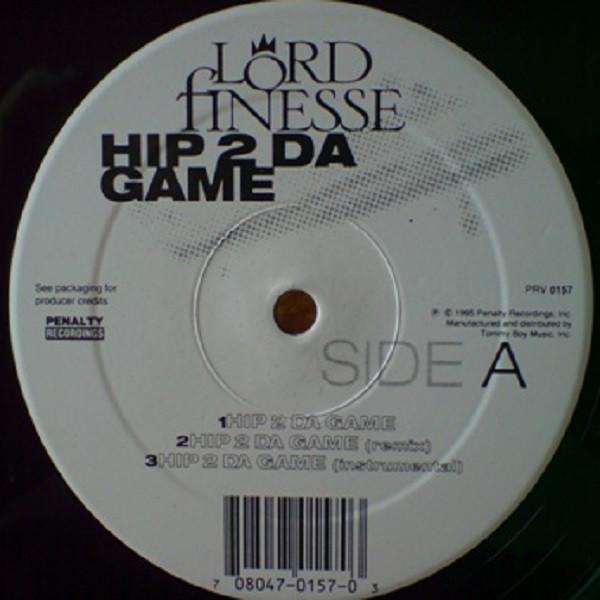 LORD
fINESSE
HIP 2 DA
GAME
See packaging for
producer credits
PENALTY
RECORDINGS
PRV 0157
℗ © 1995 Penalty Recordings, Inc.
Manufactured and distributed by
Tommy Boy Music, Inc.
SIDE A
1HIP 2 DA GAME
2HIP 2 DA GAME (remix)
3HIP 2 DA GAME (instrumental)
7 08047-0157-0 3